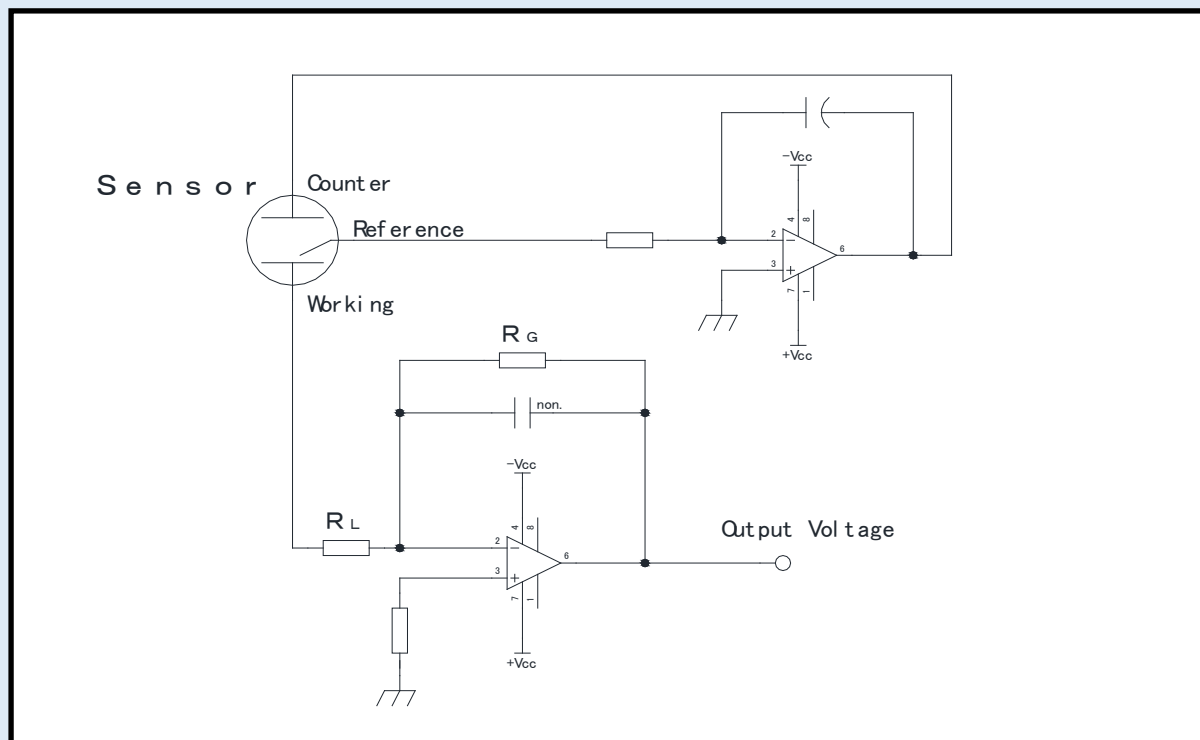 Sensor
Counter
Reference
Working
-Vcc
4
8
2
3
6
7
1
+Vcc
RG
non.
-Vcc
4
8
RL
2
3
6
7
1
+Vcc
Output Voltage